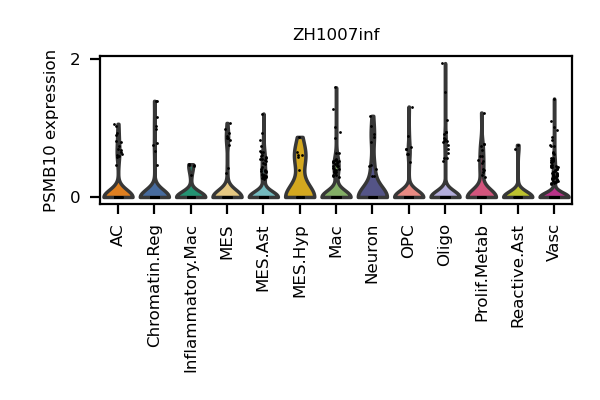 ZH1007inf
PSMB10 expression
2
0
AC
Chromatin.Reg
Inflammatory.Mac
MES
MES.Ast
MES.Hyp
Mac
Neuron
OPC
Oligo
Prolif.Metab
Reactive.Ast
Vasc